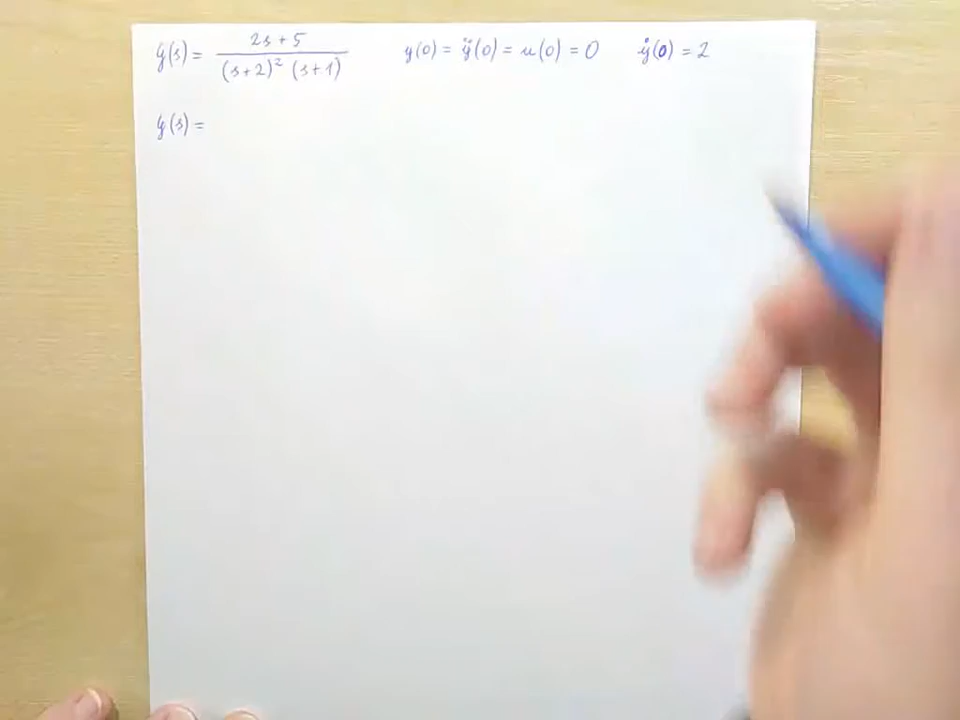 G(s) = (2s+5)/((s+2)² (s+1)) y(0) = ÿ(0) = u(0) = 0 ẏ(0) = 2
G(s) =